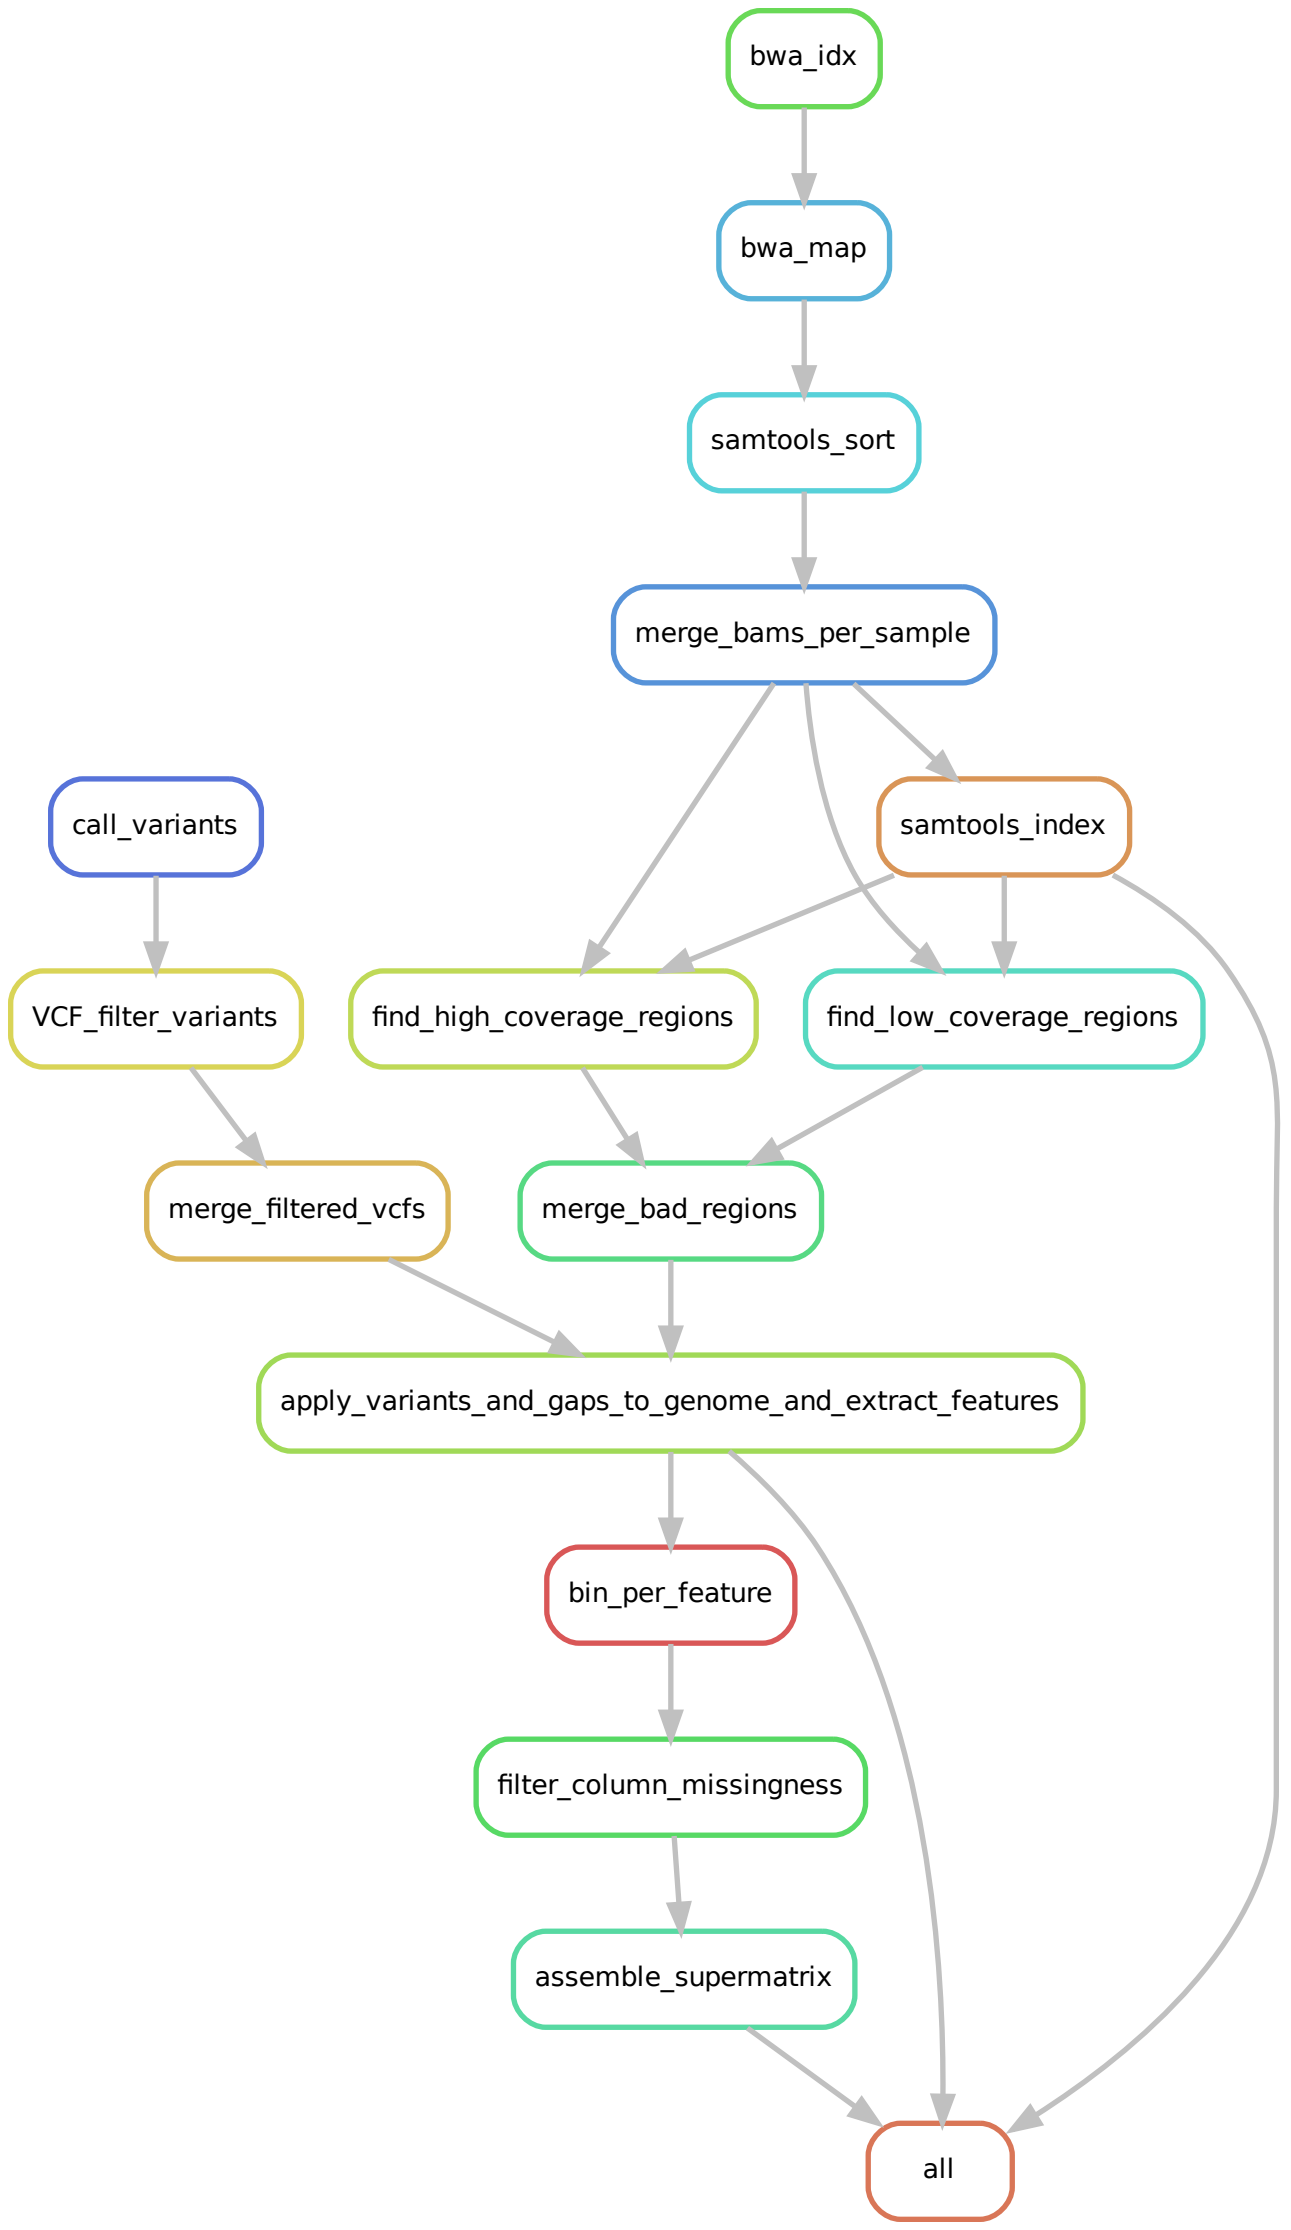 bwa_idx
bwa_map
samtools_sort
merge_bams_per_sample
call_variants
samtools_index
VCF_filter_variants
find_high_coverage_regions
find_low_coverage_regions
merge_filtered_vcfs
merge_bad_regions
apply_variants_and_gaps_to_genome_and_extract_features
bin_per_feature
filter_column_missingness
assemble_supermatrix
all